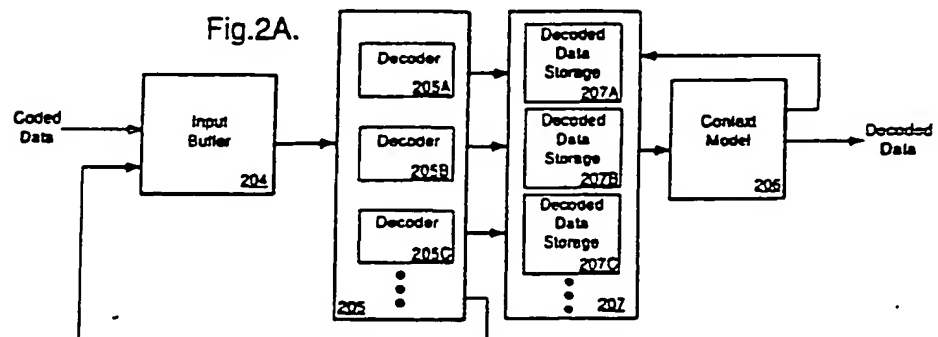 Fig.2A.
Coded
Data
Input
Buffer
204
Decoder
205A
Decoder
205B
Decoder
205C
205
Decoded
Data
Storage
207A
Decoded
Data
Storage
207B
Decoded
Data
Storage
207C
207
Context
Model
206
Decoded
Data